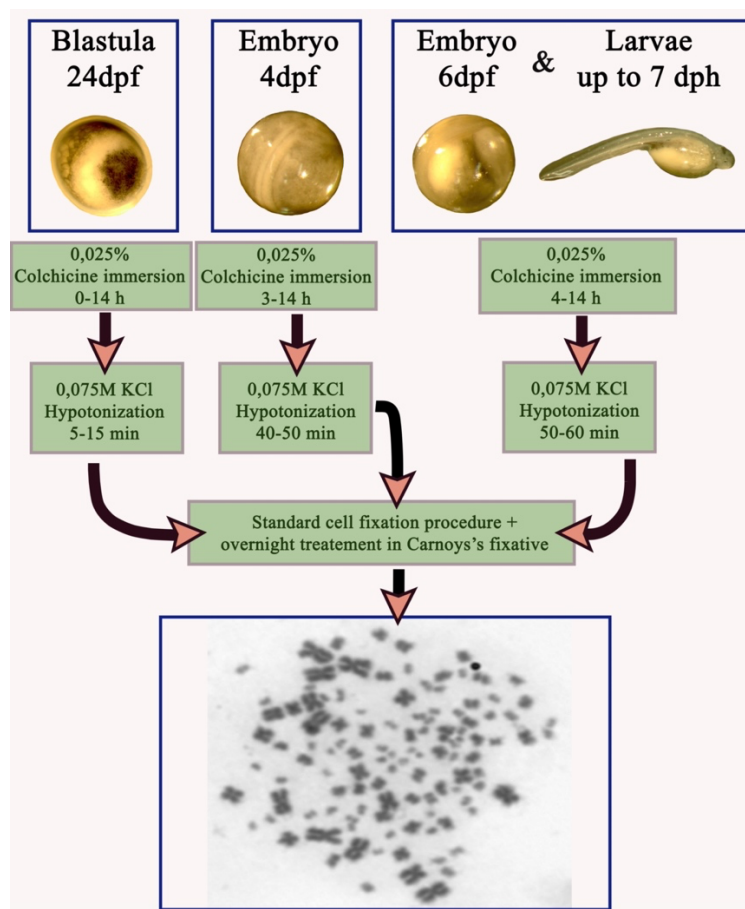 Blastula
24dpf
Embryo
4dpf
Embryo
6dpf
&
Larvae
up to 7 dph
0,025%
Colchicine immersion
0-14 h
0,025%
Colchicine immersion
3-14 h
0,025%
Colchicine immersion
4-14 h
0,075M KCl
Hypotonization
5-15 min
0,075M KCl
Hypotonization
40-50 min
0,075M KCl
Hypotonization
50-60 min
Standard cell fixation procedure +
overnight treatement in Carnoys's fixative